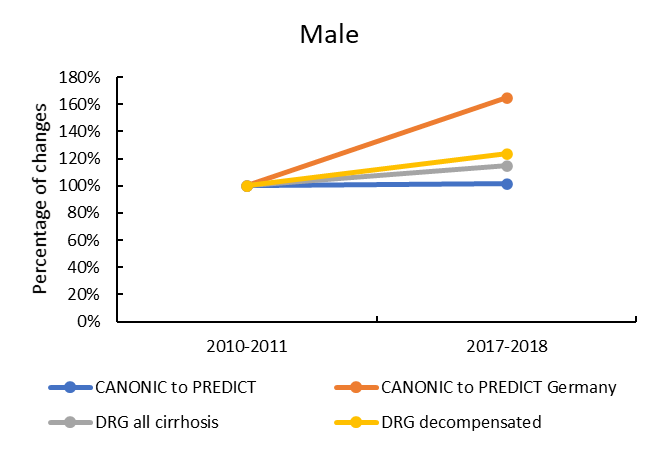 Male
180%
160%
140%
120%
100%
80%
60%
40%
20%
0%
Percentage of changes
2010-2011 2017-2018
CANONIC to PREDICT CANONIC to PREDICT Germany
DRG all cirrhosis DRG decompensated